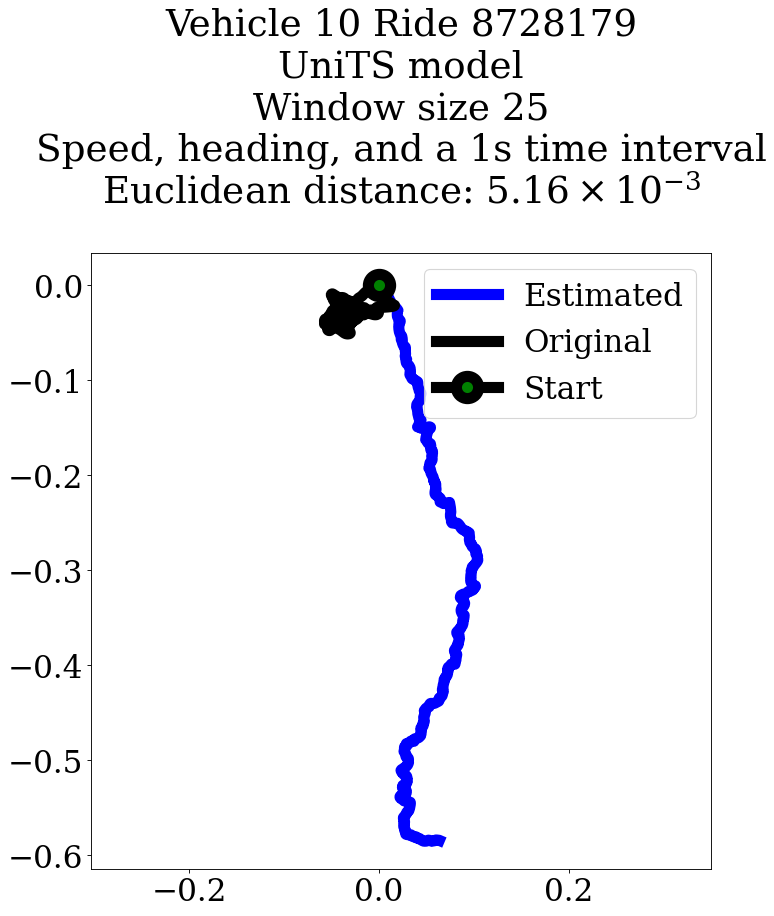 Vehicle 10 Ride 8728179
UniTS model
Window size 25
Speed, heading, and a 1s time interval
Euclidean distance: 5.16 × 10⁻³
Estimated
Original
Start
0.0
−0.1
−0.2
−0.3
−0.4
−0.5
−0.6
−0.2 0.0 0.2